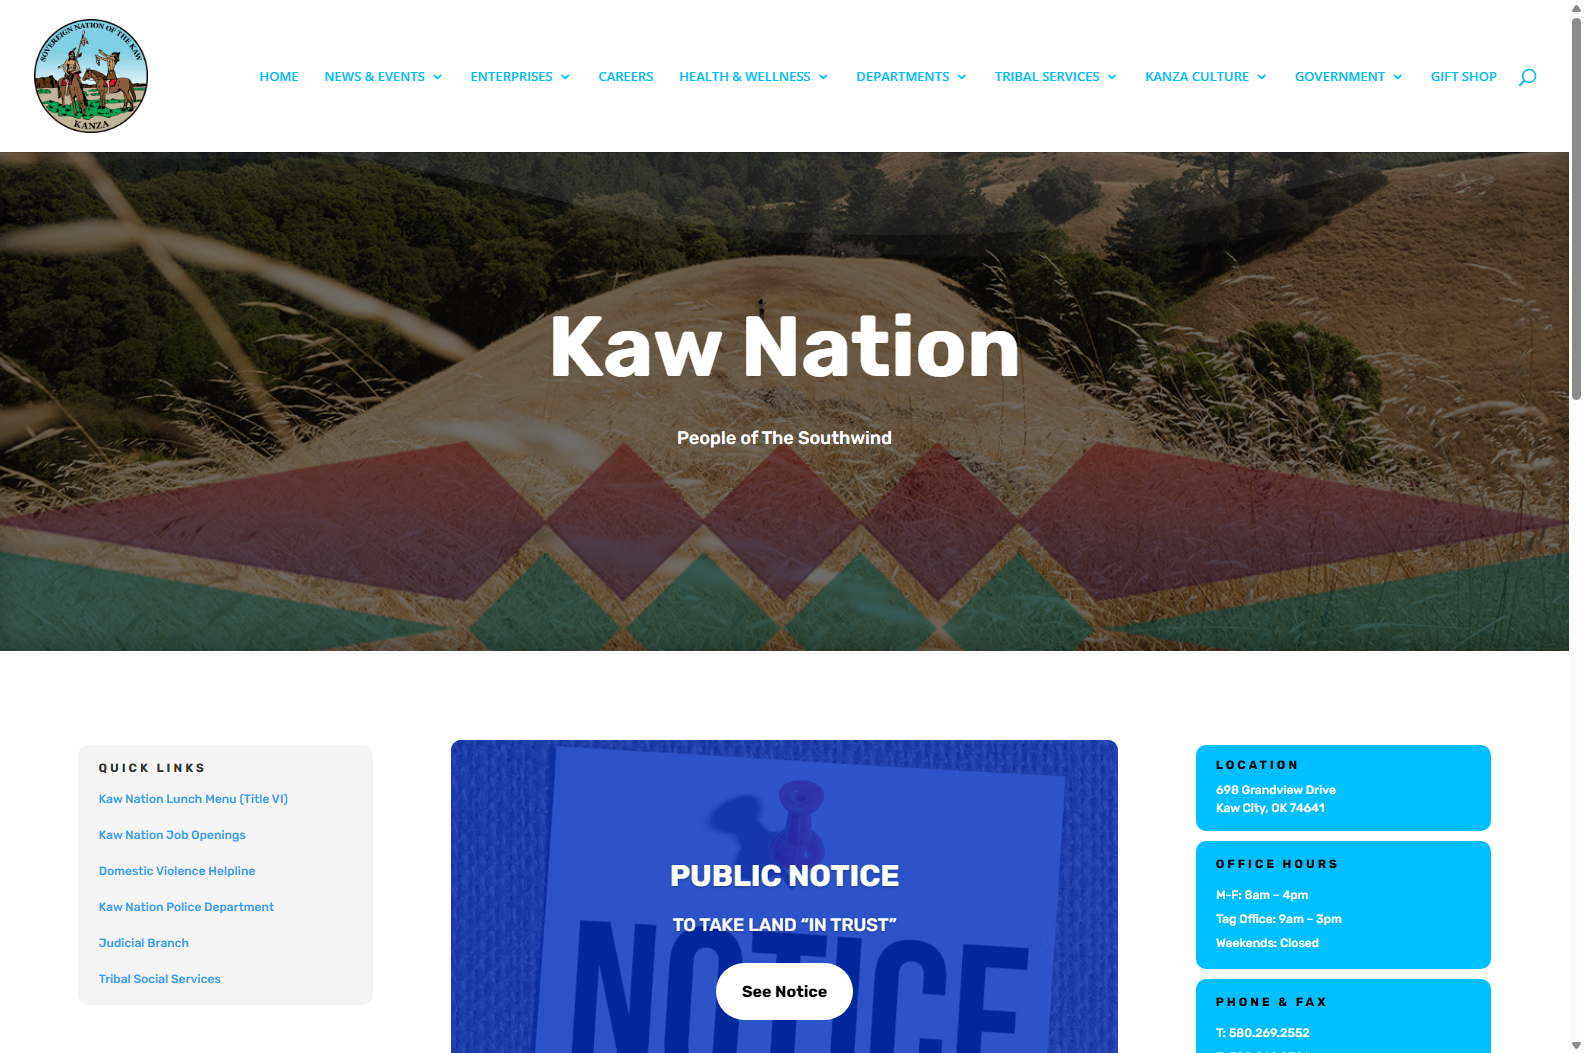 SOVEREIGN NATION OF THE KAW
KANZA
HOME
NEWS & EVENTS
ENTERPRISES
CAREERS
HEALTH & WELLNESS
DEPARTMENTS
TRIBAL SERVICES
KANZA CULTURE
GOVERNMENT
GIFT SHOP
Kaw Nation
People of The Southwind
QUICK LINKS
Kaw Nation Lunch Menu (Title VI)
Kaw Nation Job Openings
Domestic Violence Helpline
Kaw Nation Police Department
Judicial Branch
Tribal Social Services
PUBLIC NOTICE
TO TAKE LAND “IN TRUST”
NOTICE
See Notice
LOCATION
698 Grandview Drive
Kaw City, OK 74641
OFFICE HOURS
M-F: 8am – 4pm
Tag Office: 9am – 3pm
Weekends: Closed
PHONE & FAX
T: 580.269.2552